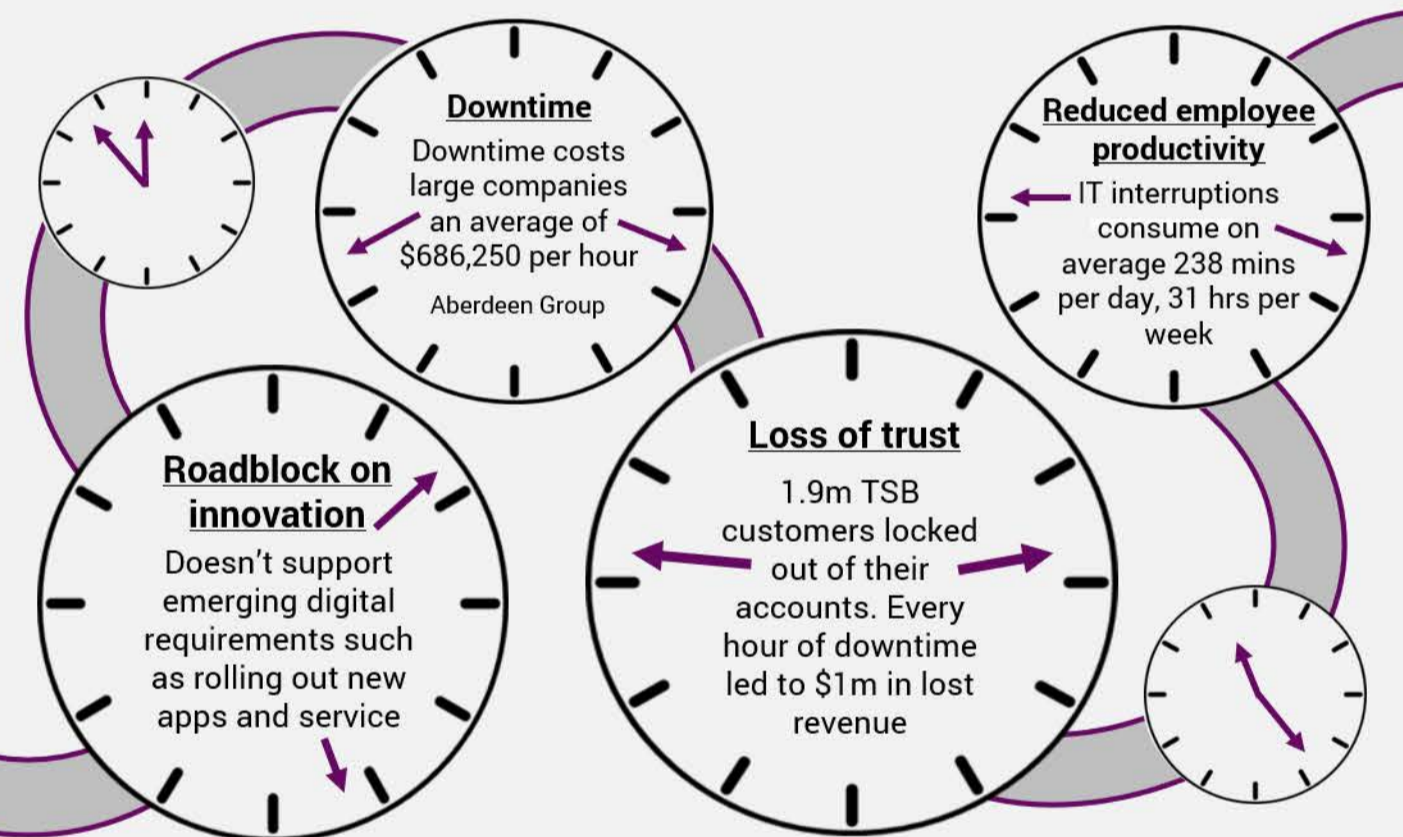 Downtime
Downtime costs
large companies
an average of
$686,250 per hour
Aberdeen Group
Reduced employee
productivity
IT interruptions
consume on
average 238 mins
per day, 31 hrs per
week
Roadblock on
innovation
Doesn't support
emerging digital
requirements such
as rolling out new
apps and service
Loss of trust
1.9m TSB
customers locked
out of their
accounts. Every
hour of downtime
led to $1m in lost
revenue